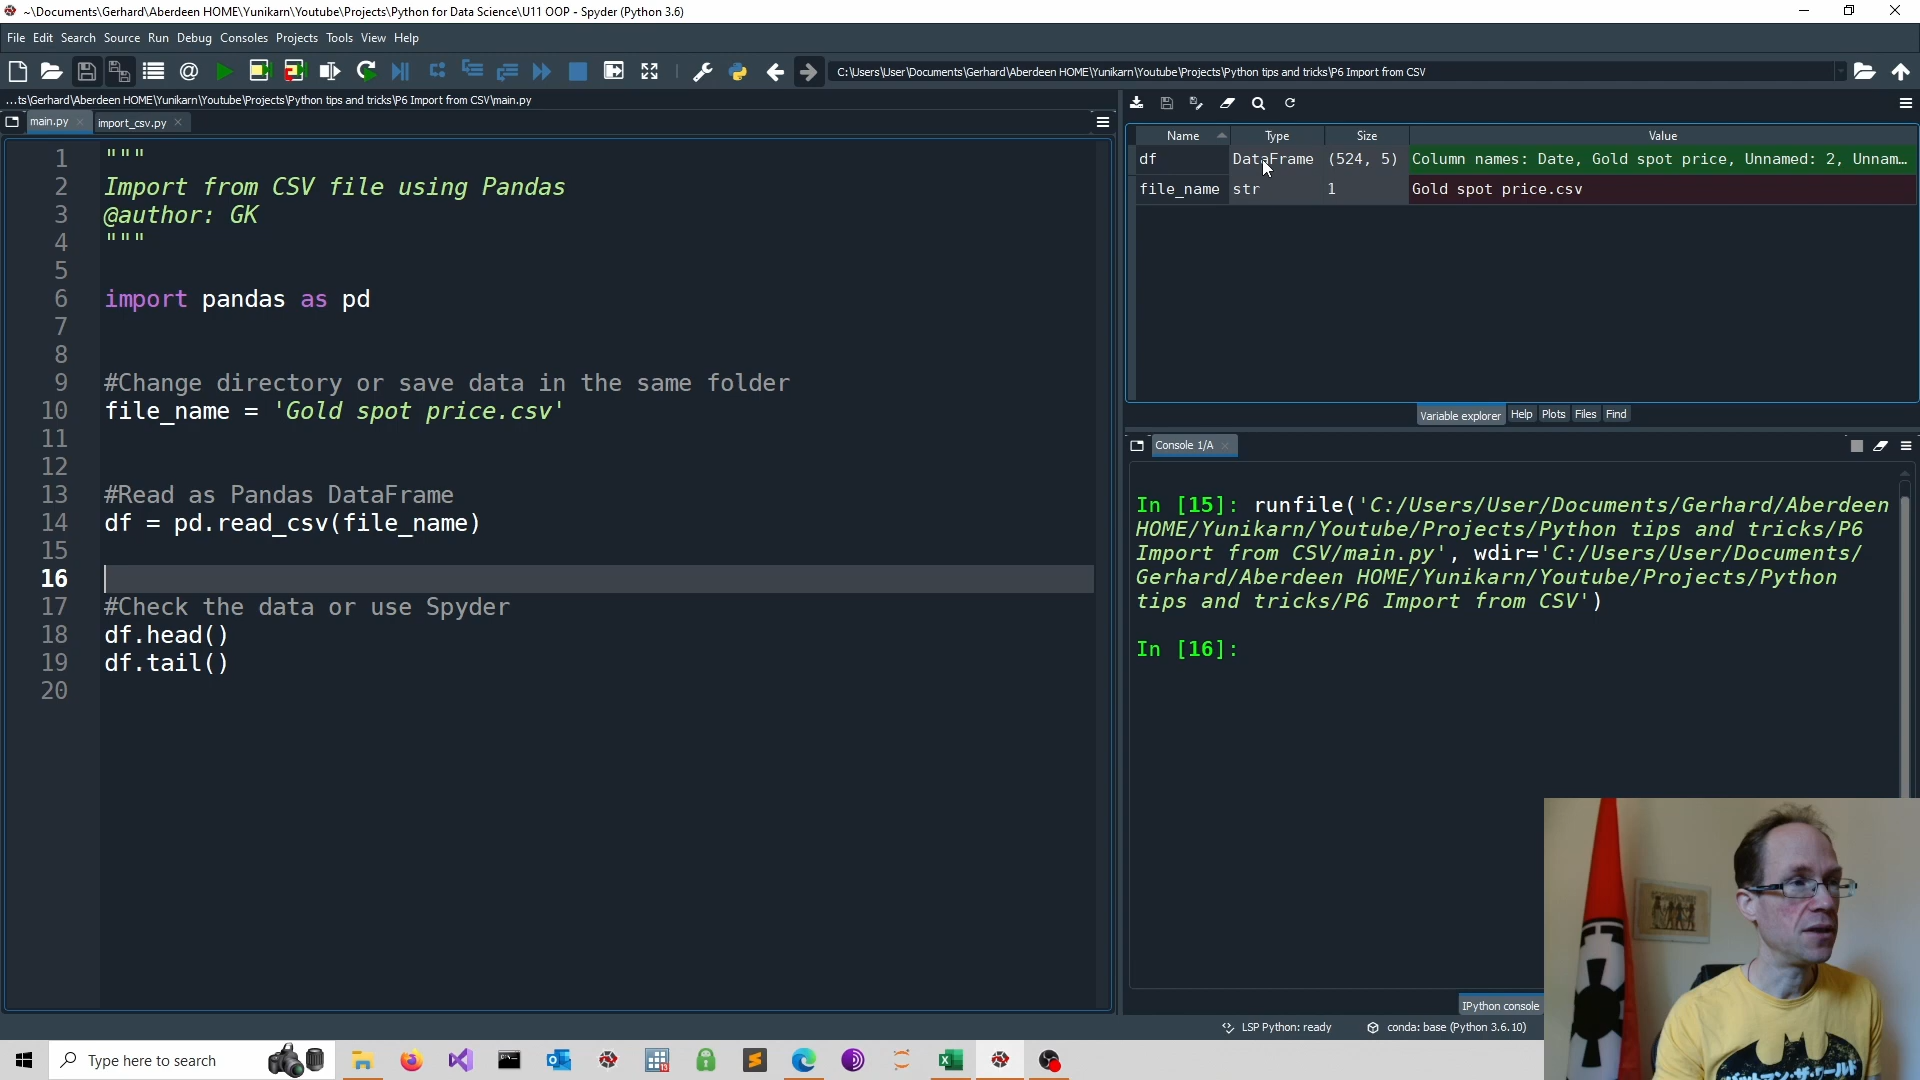 ~\Documents\Gerhard\Aberdeen HOME\Yunikarn\Youtube\Projects\Python for Data Science\U11 OOP - Spyder (Python 3.6)
File Edit Search Source Run Debug Consoles Projects Tools View Help
C:\Users\User\Documents\Gerhard\Aberdeen HOME\Yunikarn\Youtube\Projects\Python tips and tricks\P6 Import from CSV
...ts\Gerhard\Aberdeen HOME\Yunikarn\Youtube\Projects\Python tips and tricks\P6 Import from CSV\main.py
main.py import_csv.py
1 """
2 Import from CSV file using Pandas
3 @author: GK
4 """
5
6 import pandas as pd
7
8
9 #Change directory or save data in the same folder
10 file_name = 'Gold spot price.csv'
11
12
13 #Read as Pandas DataFrame
14 df = pd.read_csv(file_name)
15
16
17 #Check the data or use Spyder
18 df.head()
19 df.tail()
20
Name Type Size Value
df DataFrame (524, 5) Column names: Date, Gold spot price, Unnamed: 2, Unnam...
file_name str 1 Gold spot price.csv
Variable explorer Help Plots Files Find
Console 1/A
In [15]: runfile('C:/Users/User/Documents/Gerhard/Aberdeen
HOME/Yunikarn/Youtube/Projects/Python tips and tricks/P6
Import from CSV/main.py', wdir='C:/Users/User/Documents/
Gerhard/Aberdeen HOME/Yunikarn/Youtube/Projects/Python
tips and tricks/P6 Import from CSV')
In [16]:
IPython console
LSP Python: ready conda: base (Python 3.6.10)
Type here to search